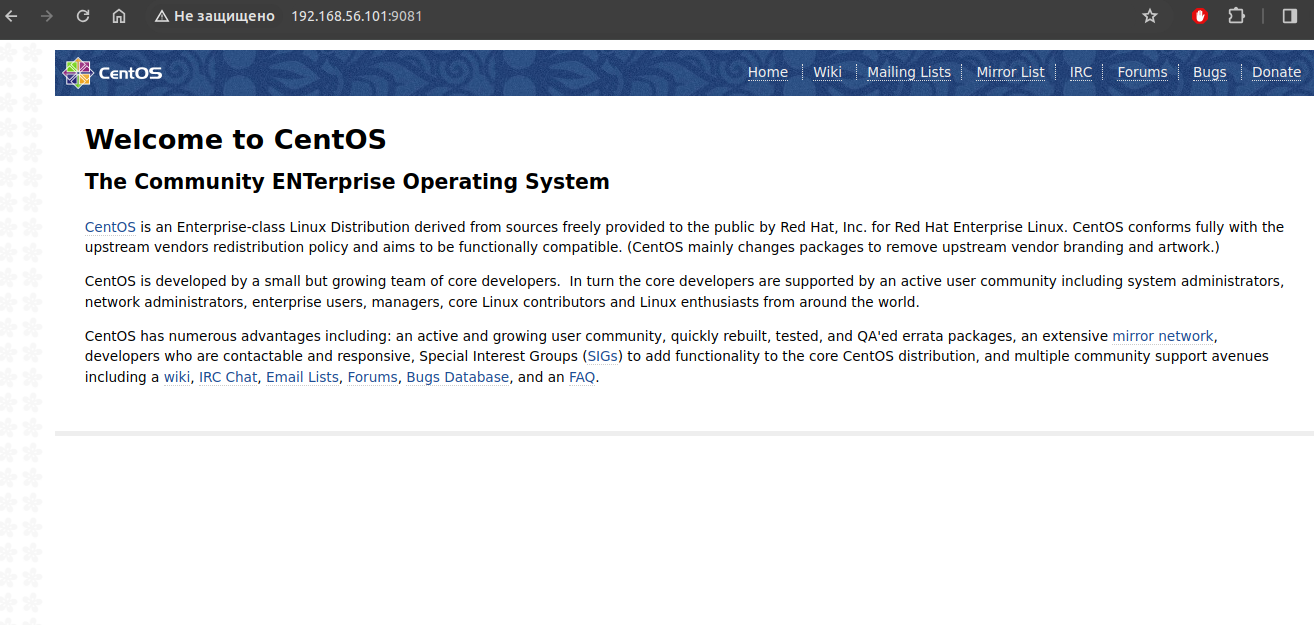 Не защищено 192.168.56.101:9081
CentOS Home Wiki Mailing Lists Mirror List IRC Forums Bugs Donate
Welcome to CentOS
The Community ENTerprise Operating System
CentOS is an Enterprise-class Linux Distribution derived from sources freely provided to the public by Red Hat, Inc. for Red Hat Enterprise Linux. CentOS conforms fully with the
upstream vendors redistribution policy and aims to be functionally compatible. (CentOS mainly changes packages to remove upstream vendor branding and artwork.)
CentOS is developed by a small but growing team of core developers.  In turn the core developers are supported by an active user community including system administrators,
network administrators, enterprise users, managers, core Linux contributors and Linux enthusiasts from around the world.
CentOS has numerous advantages including: an active and growing user community, quickly rebuilt, tested, and QA'ed errata packages, an extensive mirror network,
developers who are contactable and responsive, Special Interest Groups (SIGs) to add functionality to the core CentOS distribution, and multiple community support avenues
including a wiki, IRC Chat, Email Lists, Forums, Bugs Database, and an FAQ.